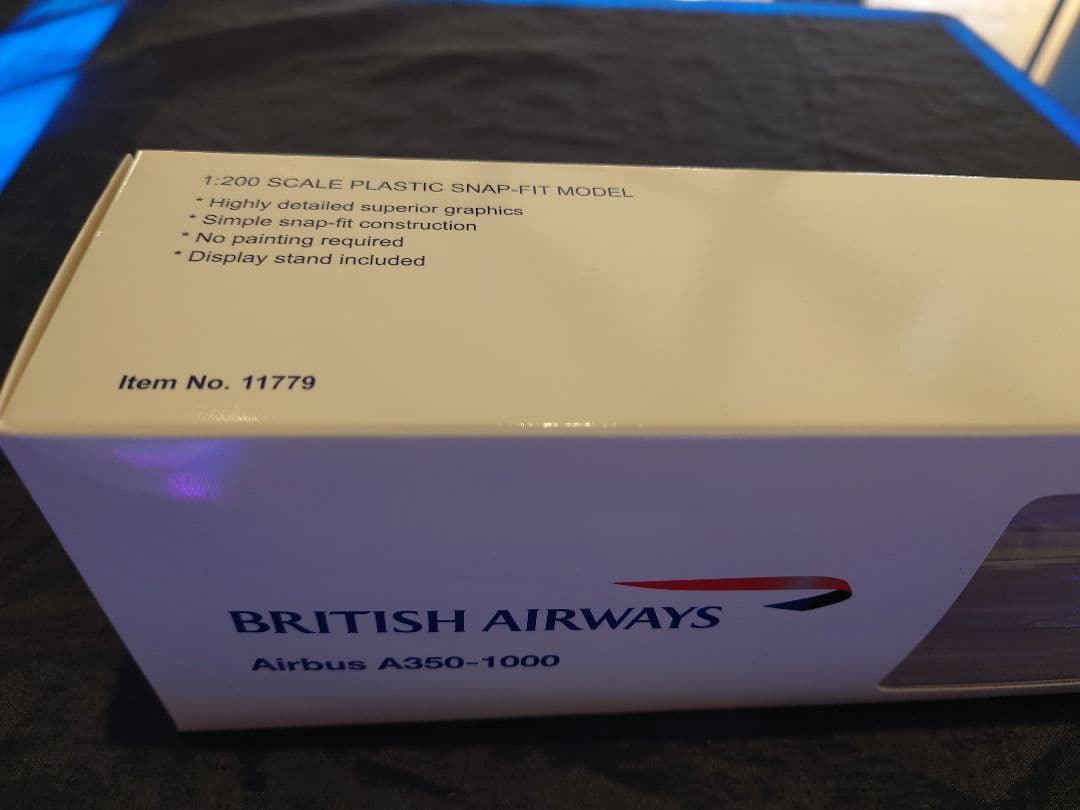 1:200 SCALE PLASTIC SNAP-FIT MODEL
* Highly detailed superior graphics
* Simple snap-fit construction
* No painting required
* Display stand included
Item No. 11779
BRITISH AIRWAYS
Airbus A350-1000